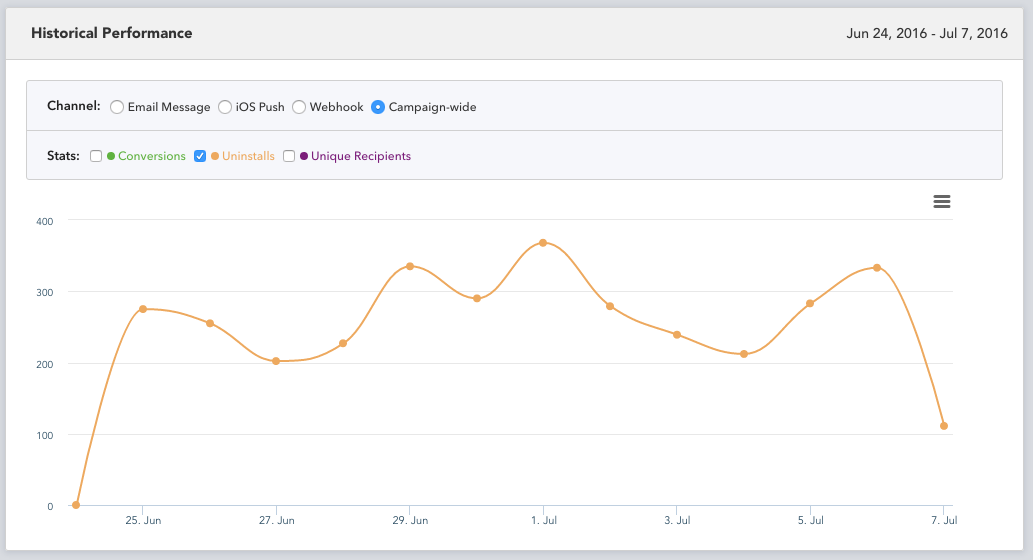 Historical Performance Jun 24, 2016 - Jul 7, 2016
Channel: Email Message iOS Push Webhook Campaign-wide
Stats: Conversions Uninstalls Unique Recipients
400
300
200
100
0
25. Jun 27. Jun 29. Jun 1. Jul 3. Jul 5. Jul 7. Jul